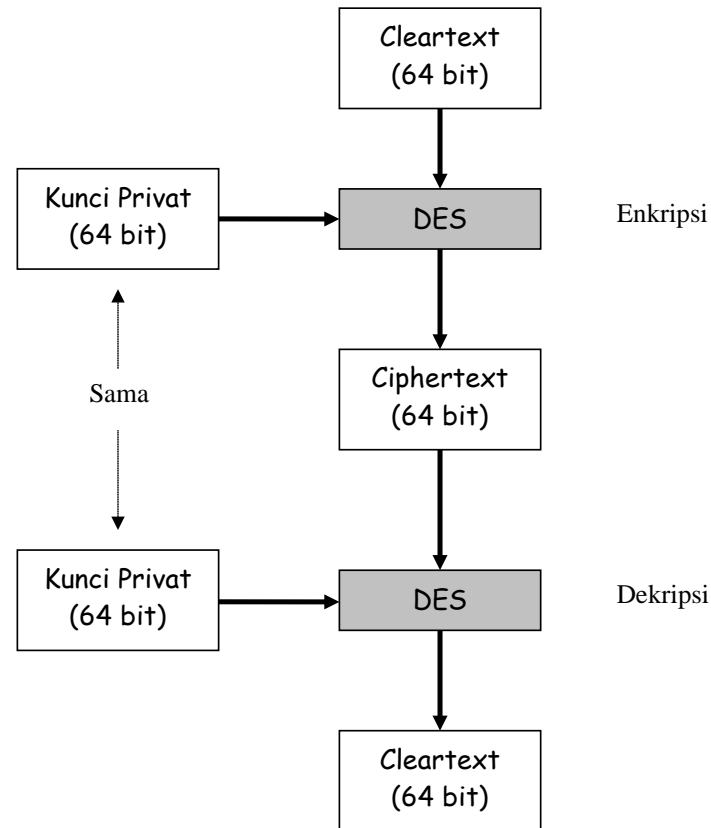 Cleartext
(64 bit)
Kunci Privat
(64 bit)
DES
Enkripsi
Sama
Ciphertext
(64 bit)
Kunci Privat
(64 bit)
DES
Dekripsi
Cleartext
(64 bit)